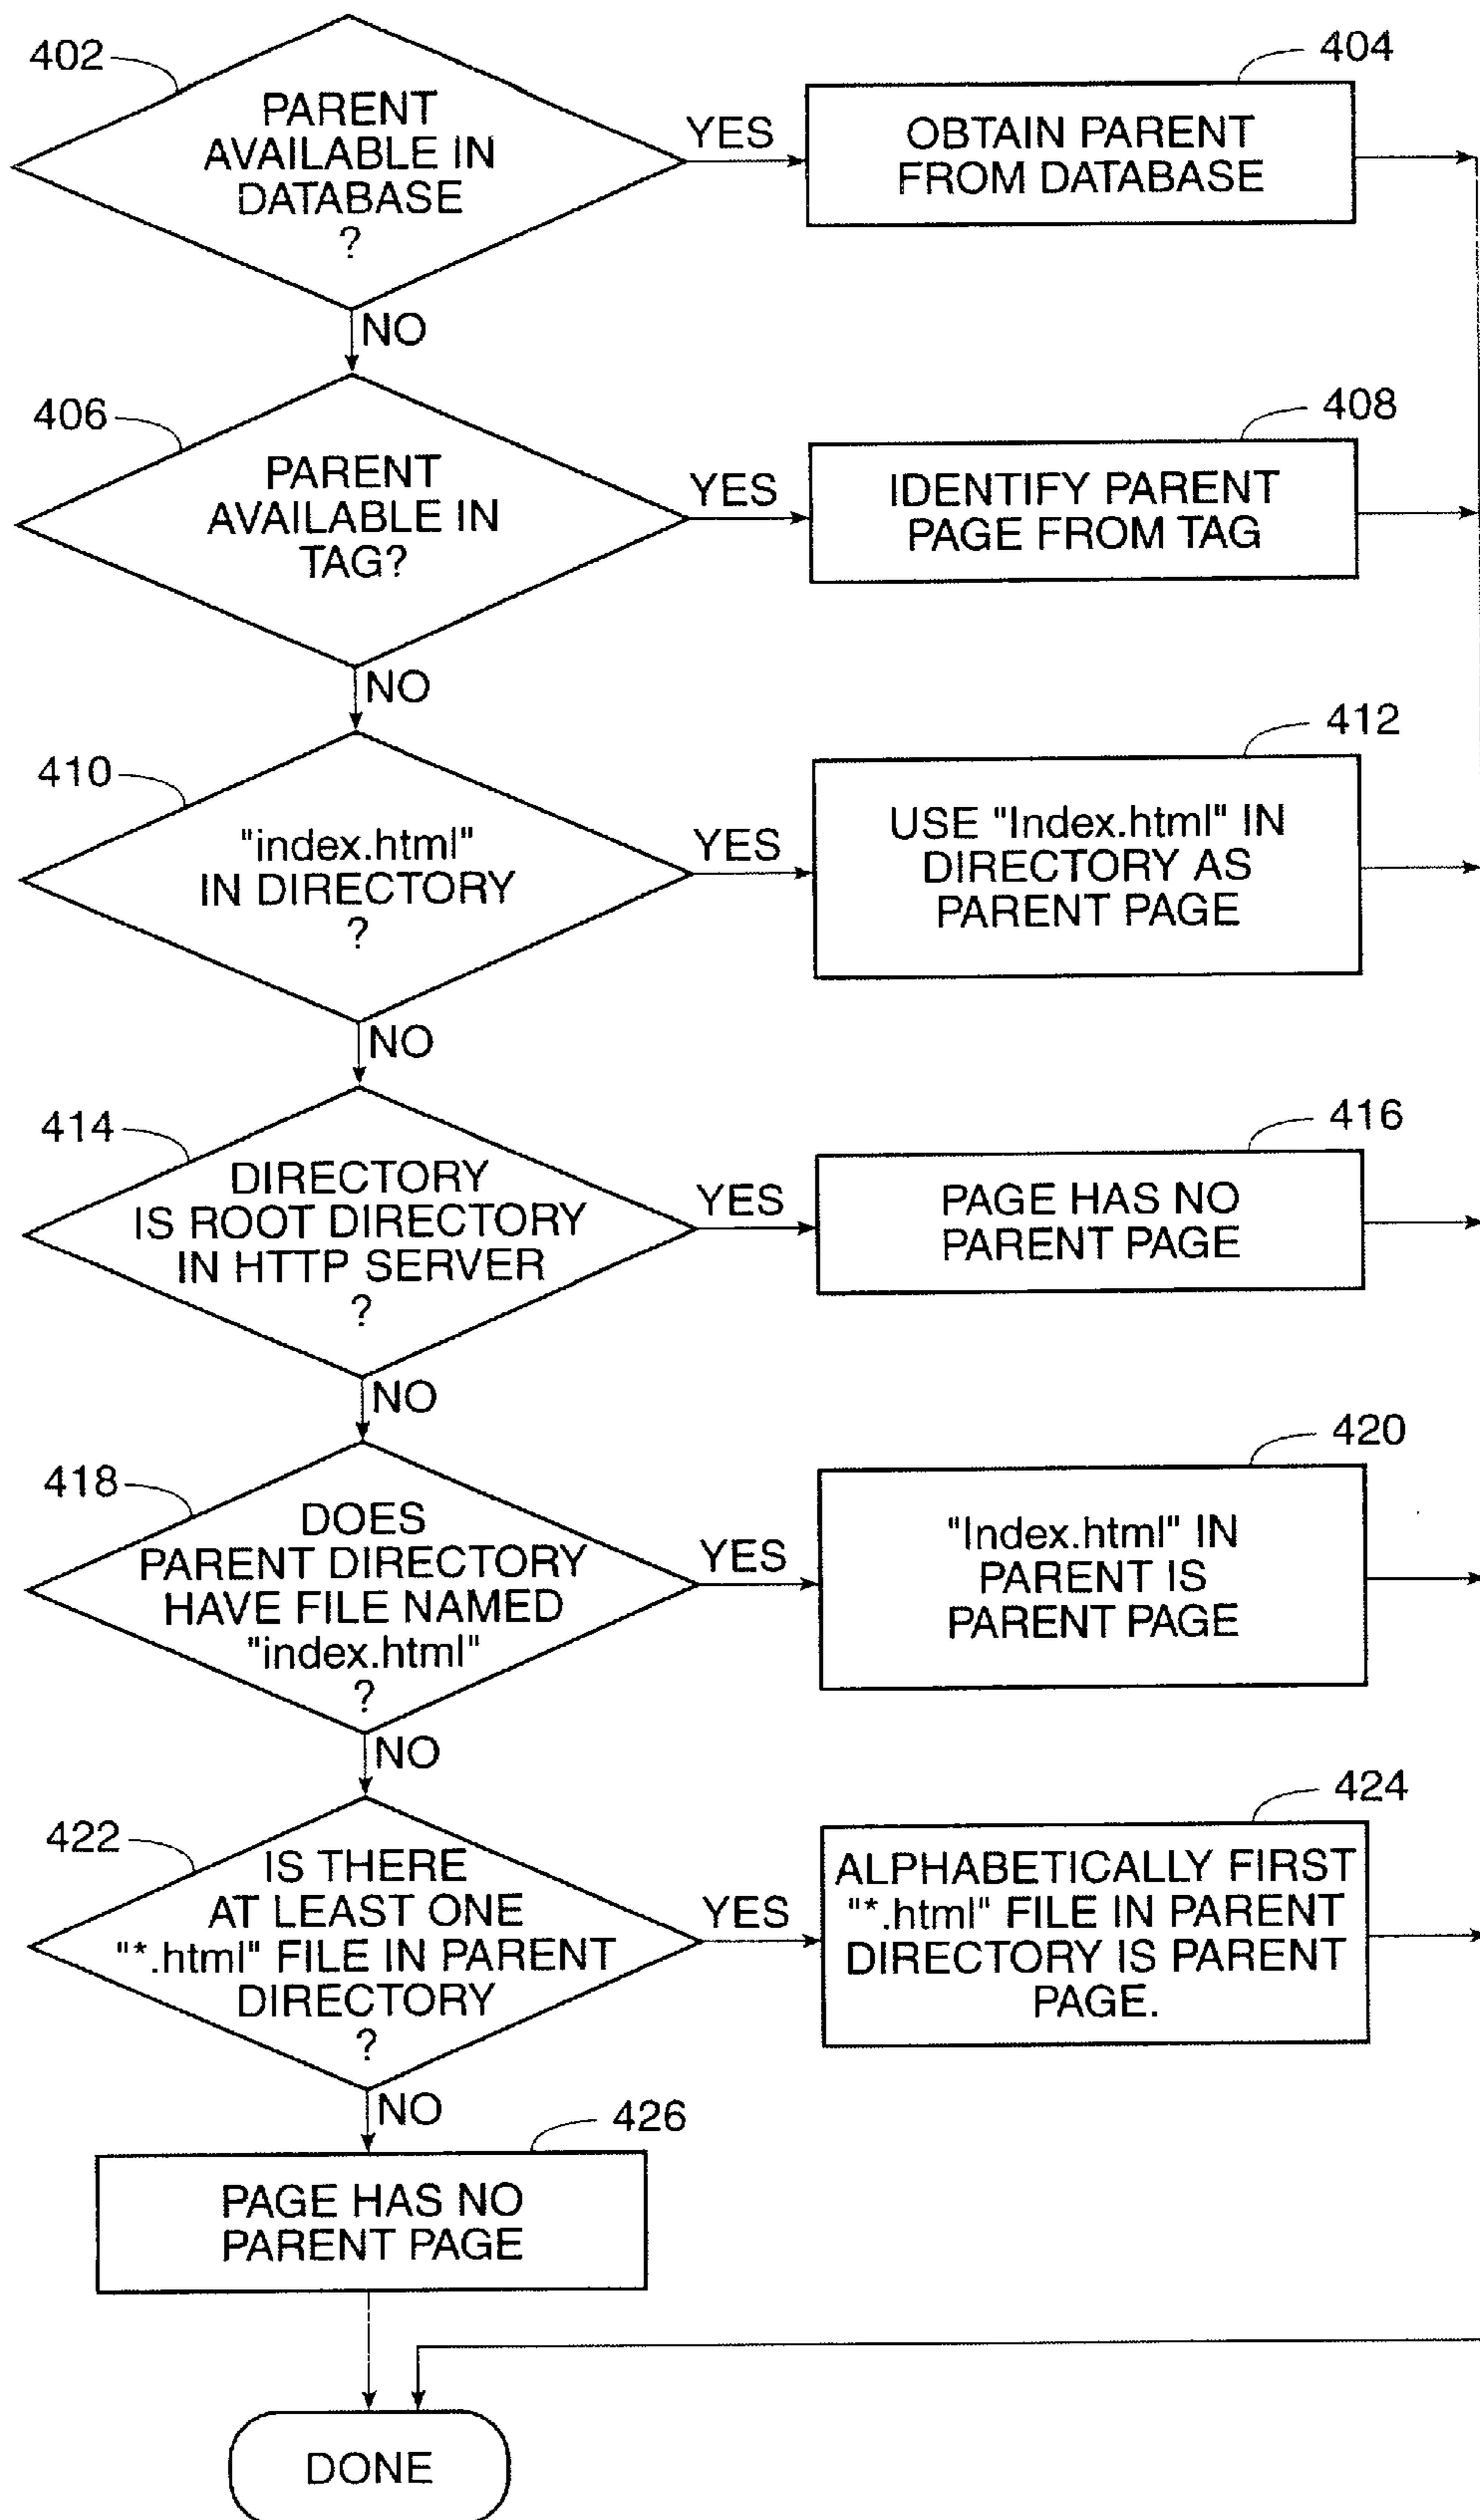 402
PARENT
AVAILABLE IN
DATABASE
?
YES
404
OBTAIN PARENT
FROM DATABASE
NO
406
PARENT
AVAILABLE IN
TAG?
YES
408
IDENTIFY PARENT
PAGE FROM TAG
NO
410
"index.html"
IN DIRECTORY
?
YES
412
USE "Index.html" IN
DIRECTORY AS
PARENT PAGE
NO
414
DIRECTORY
IS ROOT DIRECTORY
IN HTTP SERVER
?
YES
416
PAGE HAS NO
PARENT PAGE
NO
418
DOES
PARENT DIRECTORY
HAVE FILE NAMED
"index.html"
?
YES
420
"Index.html" IN
PARENT IS
PARENT PAGE
NO
422
IS THERE
AT LEAST ONE
"*.html" FILE IN PARENT
DIRECTORY
?
YES
424
ALPHABETICALLY FIRST
"*.html" FILE IN PARENT
DIRECTORY IS PARENT
PAGE.
NO
426
PAGE HAS NO
PARENT PAGE
DONE